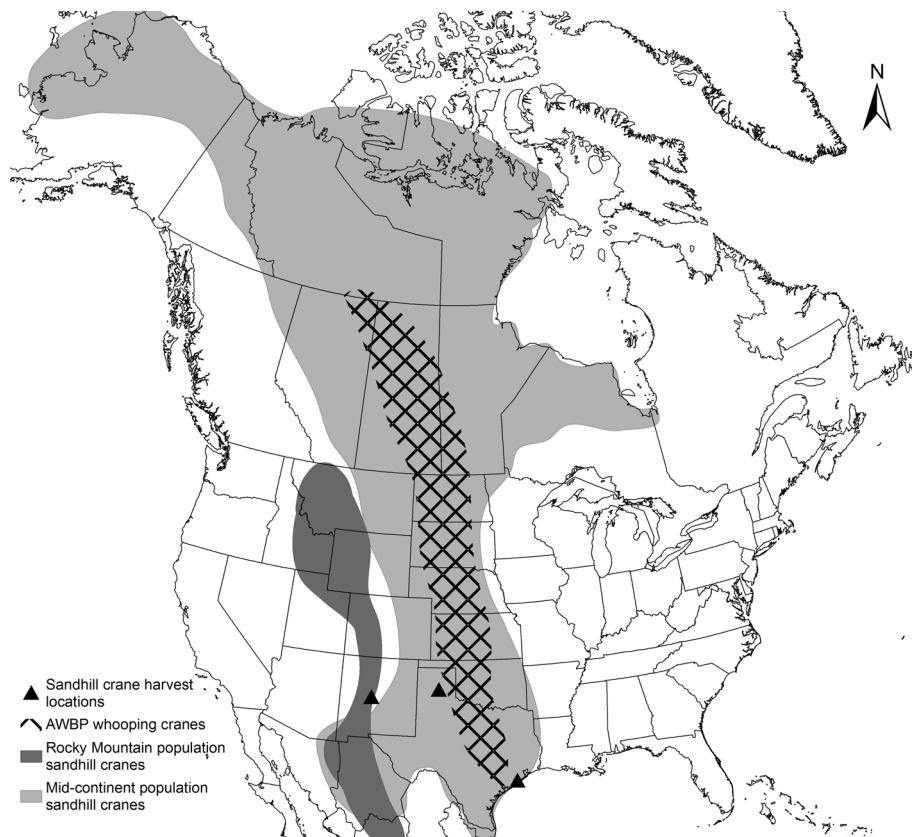 N
Sandhill crane harvest
locations
AWBP whooping cranes
Rocky Mountain population
sandhill cranes
Mid-continent population
sandhill cranes